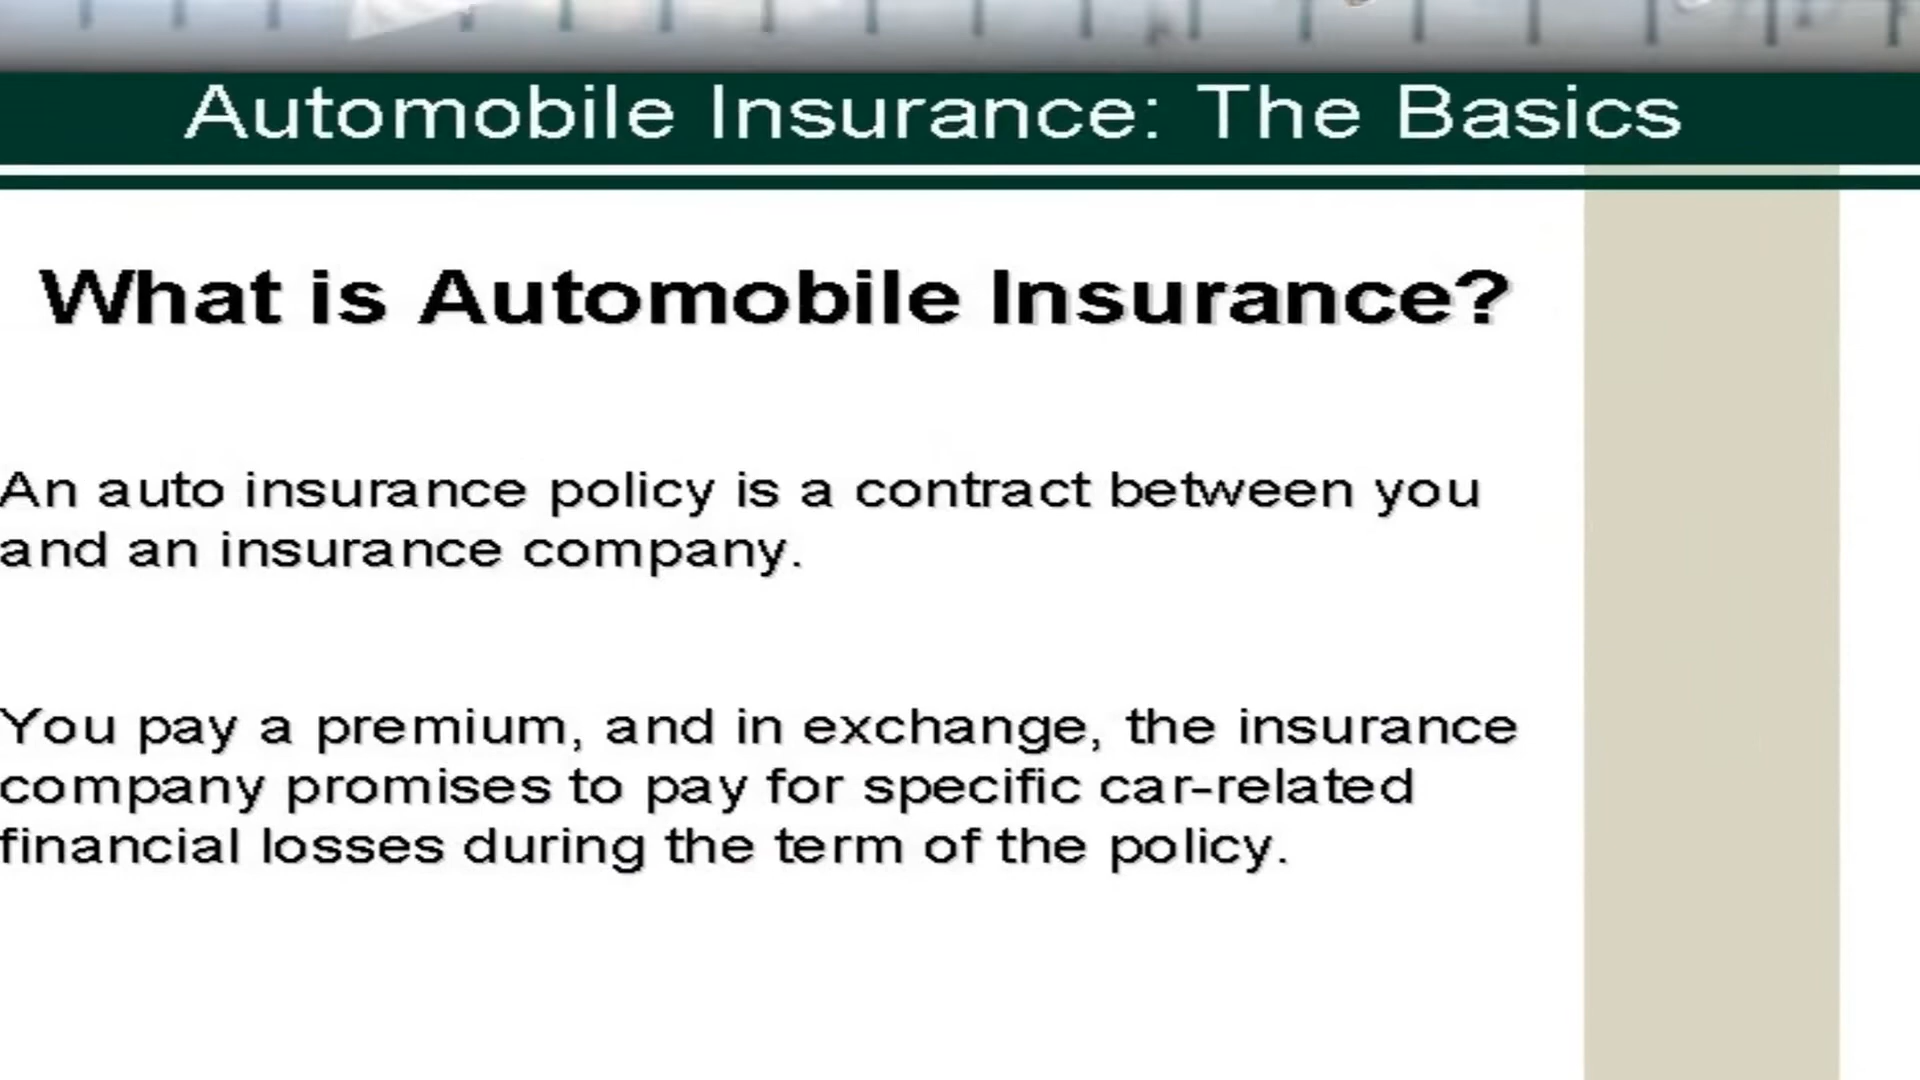 Automobile Insurance: The Basics
What is Automobile Insurance?
An auto insurance policy is a contract between you
and an insurance company.
You pay a premium, and in exchange, the insurance
company promises to pay for specific car-related
financial losses during the term of the policy.